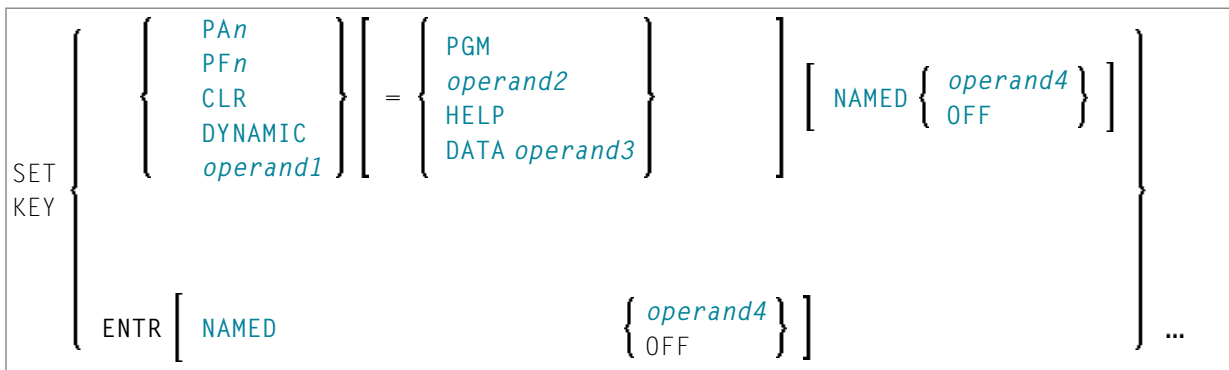 PAn
PFn
CLR
DYNAMIC
operand1
=
PGM
operand2
HELP
DATA operand3
NAMED
operand4
OFF
SET
KEY
ENTR
NAMED
operand4
OFF
...